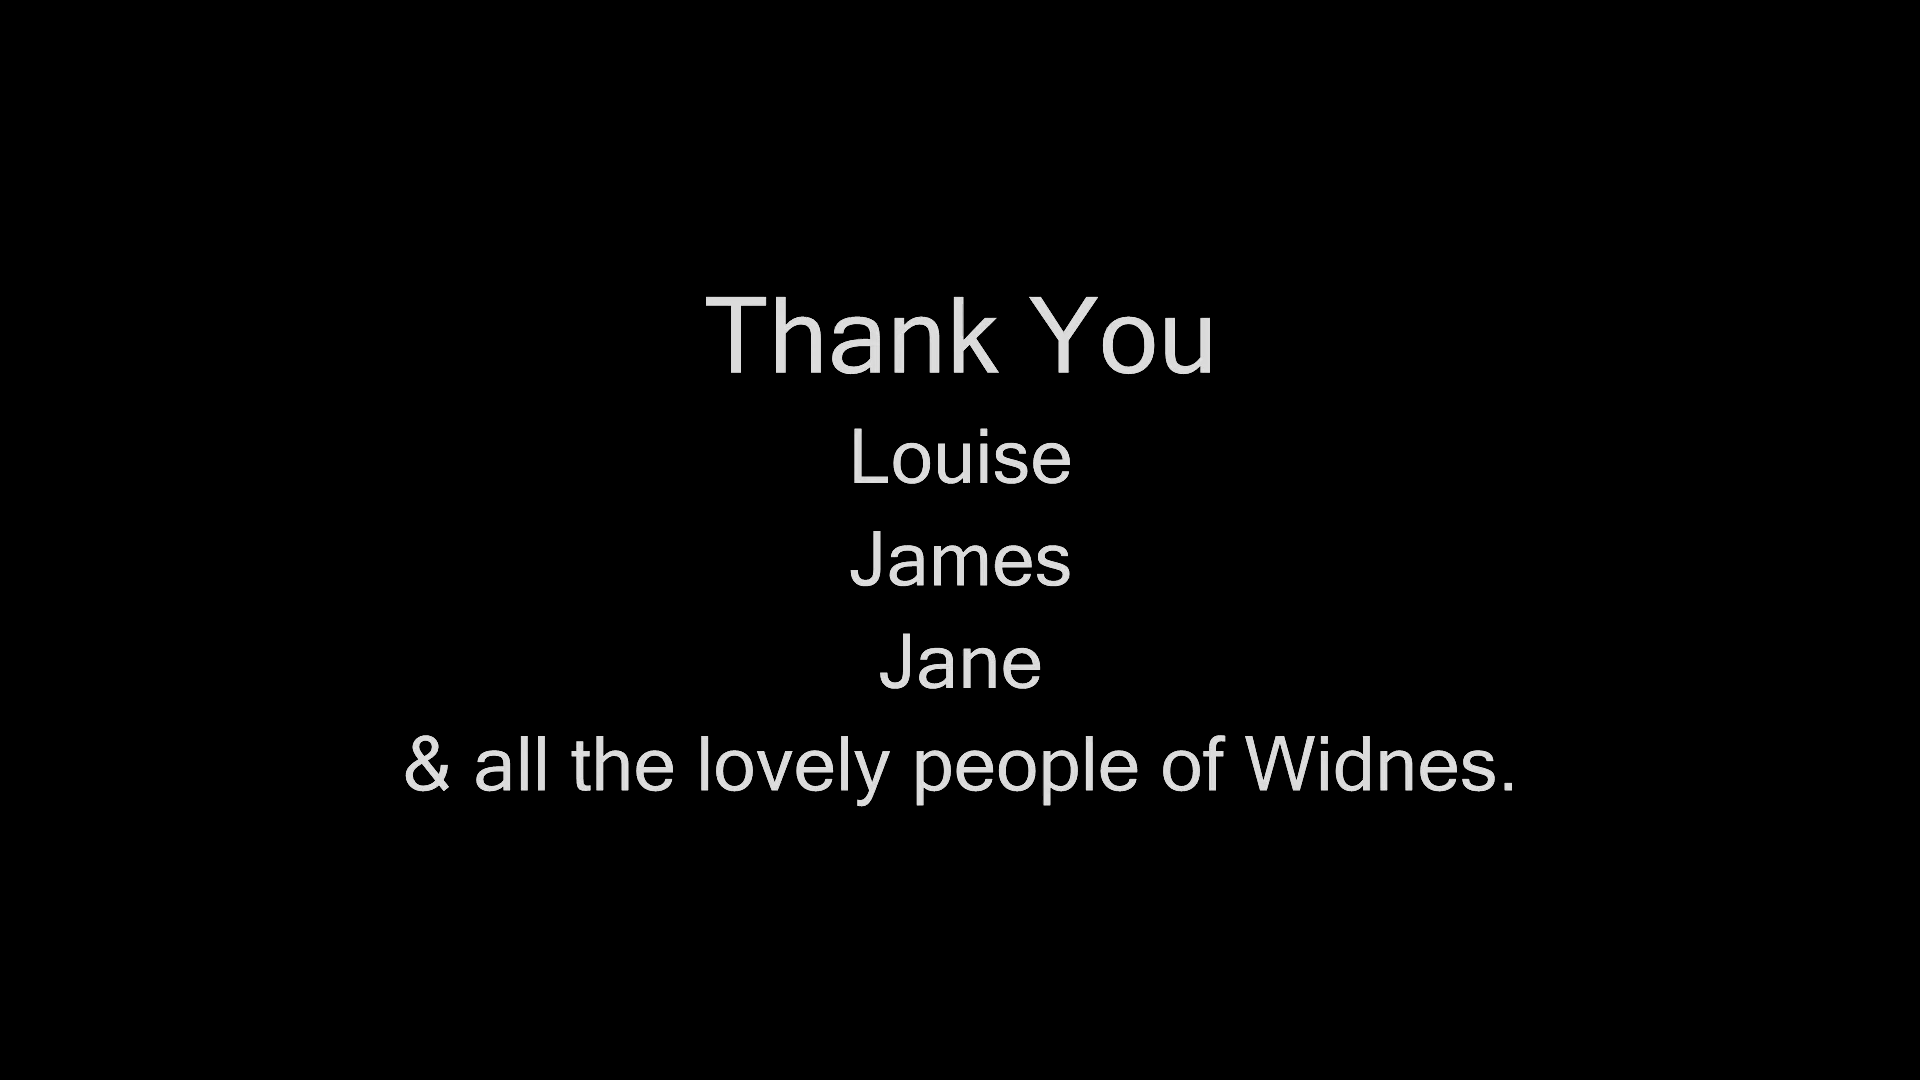 Thank You
Louise
James
Jane
& all the lovely people of Widnes.